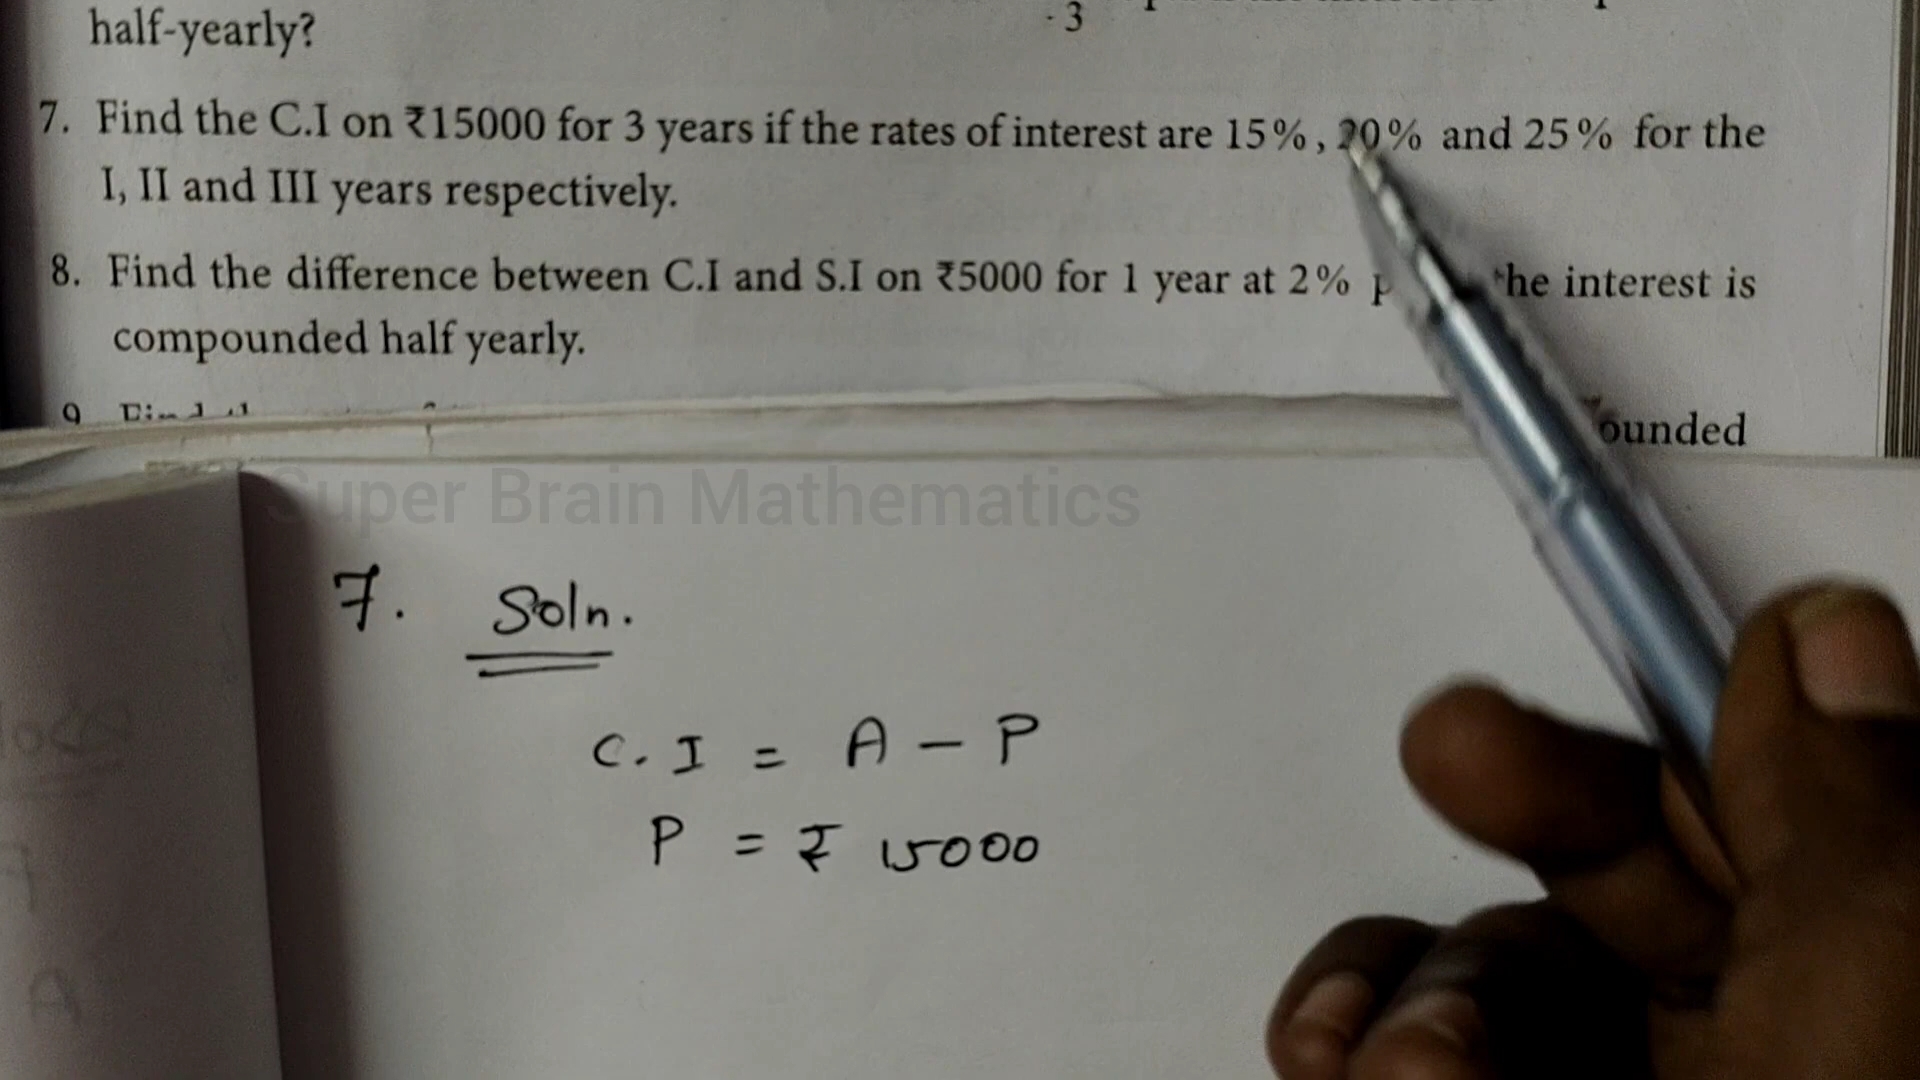 half-yearly?
3
7. Find the C.I on ₹15000 for 3 years if the rates of interest are 15%, 20% and 25% for the
I, II and III years respectively.
8. Find the difference between C.I and S.I on ₹5000 for 1 year at 2% the interest is
compounded half yearly.
9
ounded
Super Brain Mathematics
7. Soln.
C.I = A - P
P = ₹ 15000
A